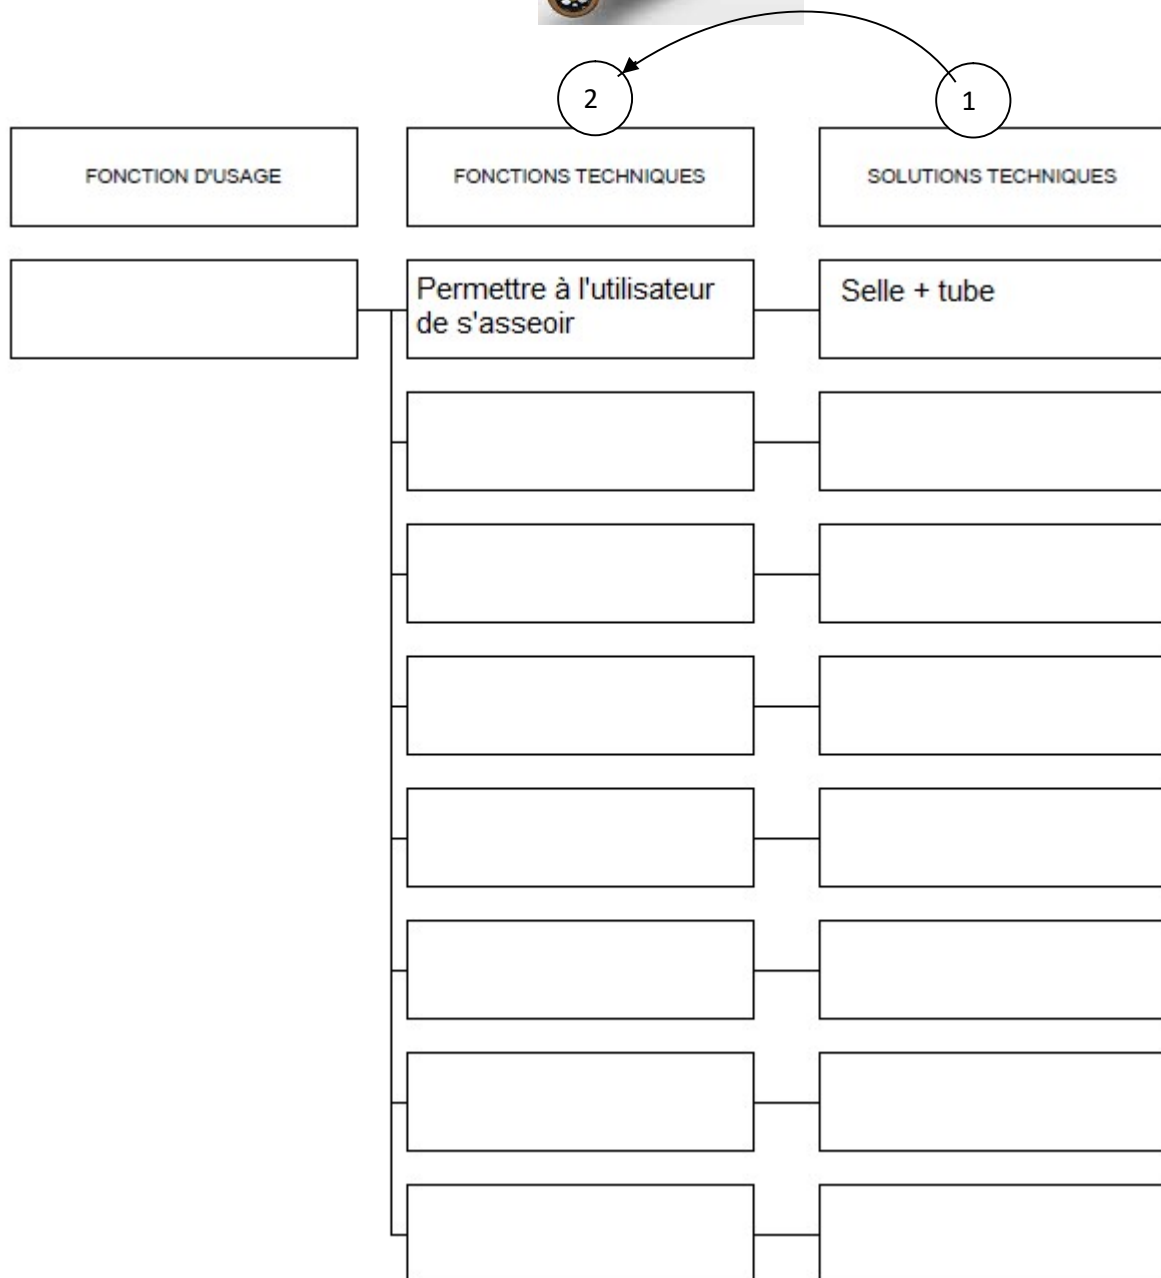 2
1
FONCTION D'USAGE
FONCTIONS TECHNIQUES
SOLUTIONS TECHNIQUES
Permettre à l'utilisateur
de s'asseoir
Selle + tube